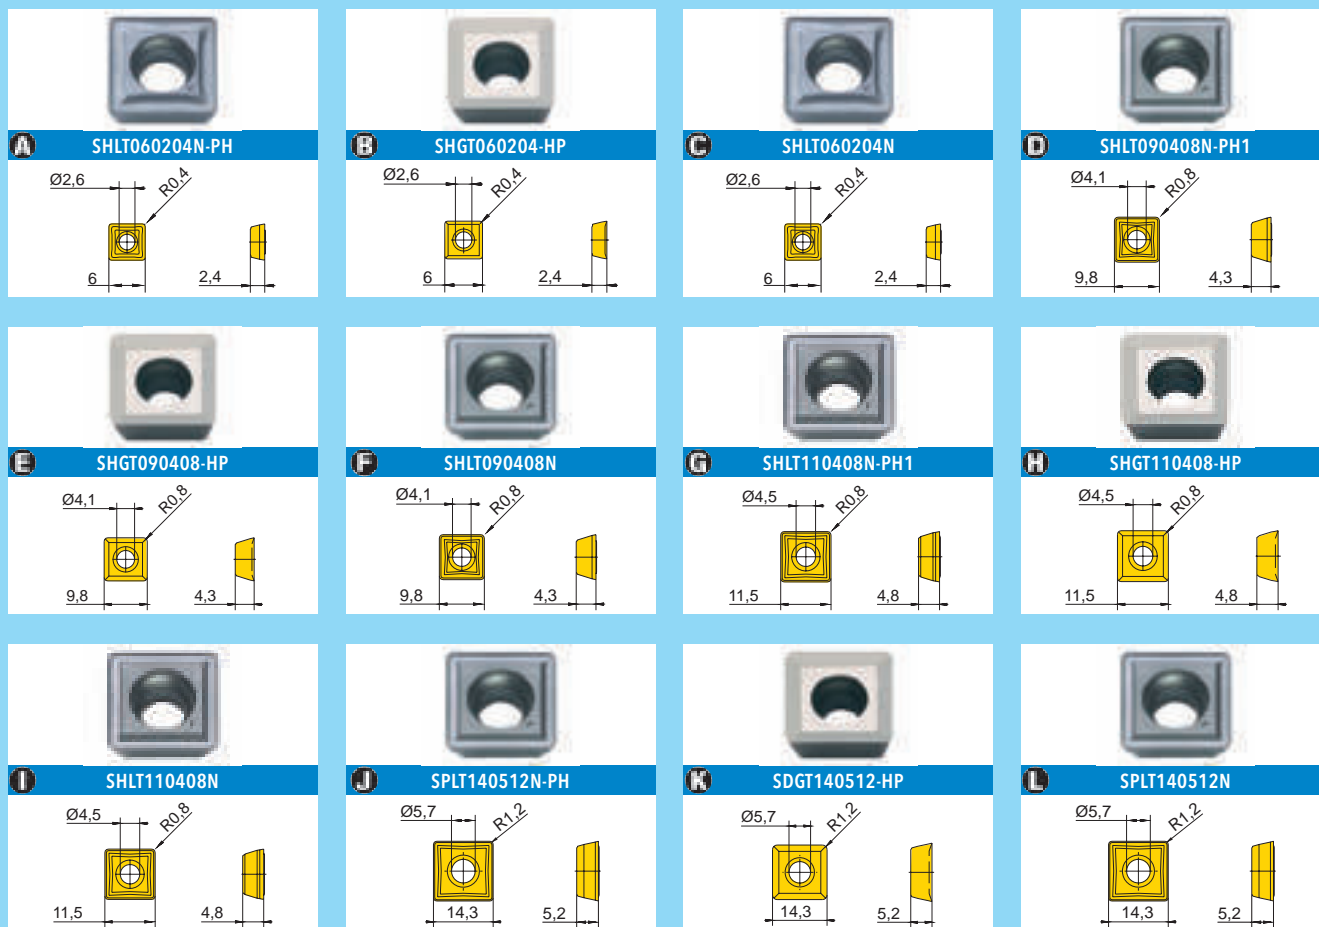 A SHLT060204N-PH
Ø2,6 R0,4
6 2,4
B SHGT060204-HP
Ø2,6 R0,4
6 2,4
C SHLT060204N
Ø2,6 R0,4
6 2,4
D SHLT090408N-PH1
Ø4,1 R0,8
9,8 4,3
E SHGT090408-HP
Ø4,1 R0,8
9,8 4,3
F SHLT090408N
Ø4,1 R0,8
9,8 4,3
G SHLT110408N-PH1
Ø4,5 R0,8
11,5 4,8
H SHGT110408-HP
Ø4,5 R0,8
11,5 4,8
I SHLT110408N
Ø4,5 R0,8
11,5 4,8
J SPLT140512N-PH
Ø5,7 R1,2
14,3 5,2
K SDGT140512-HP
Ø5,7 R1,2
14,3 5,2
L SPLT140512N
Ø5,7 R1,2
14,3 5,2